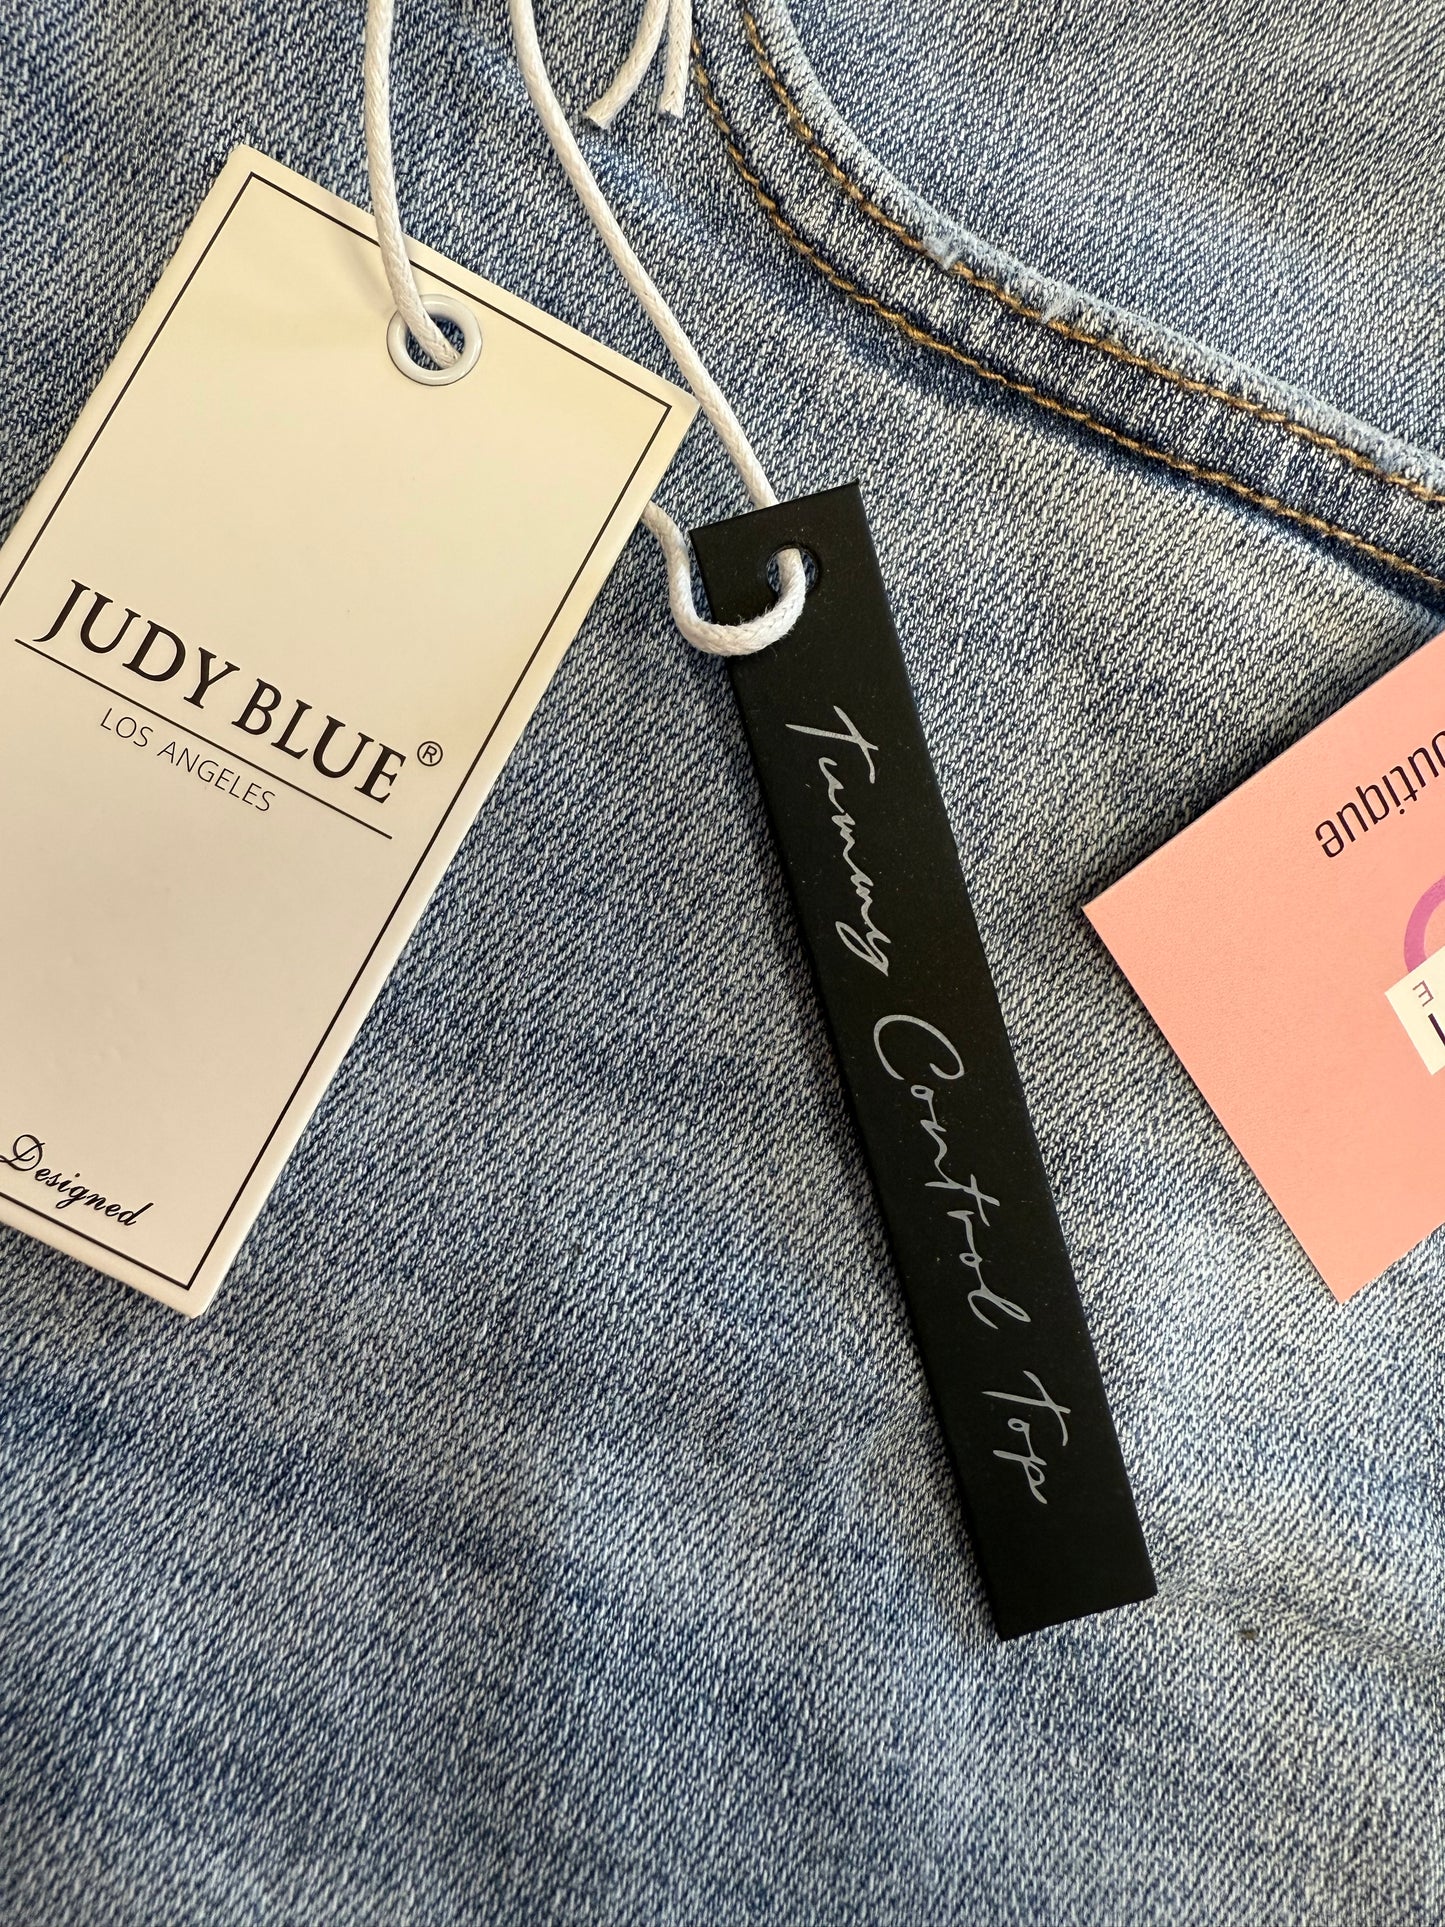 JUDY BLUE®
LOS ANGELES
Designed
Tummy Control Top
outique
E